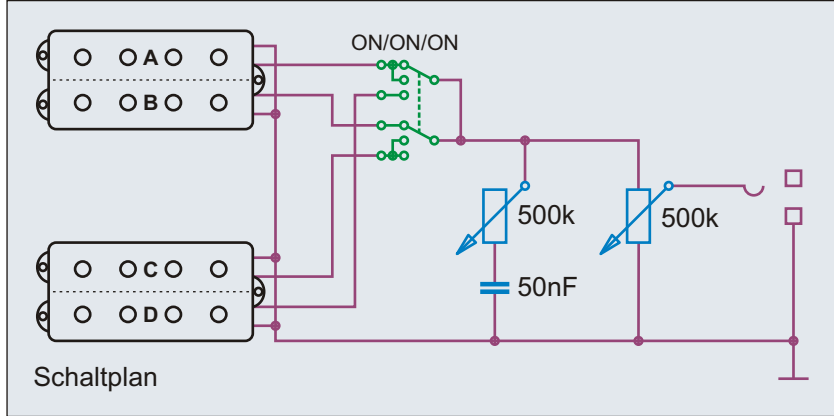 ON/ON/ON
A
B
500k
500k
C
50nF
D
Schaltplan